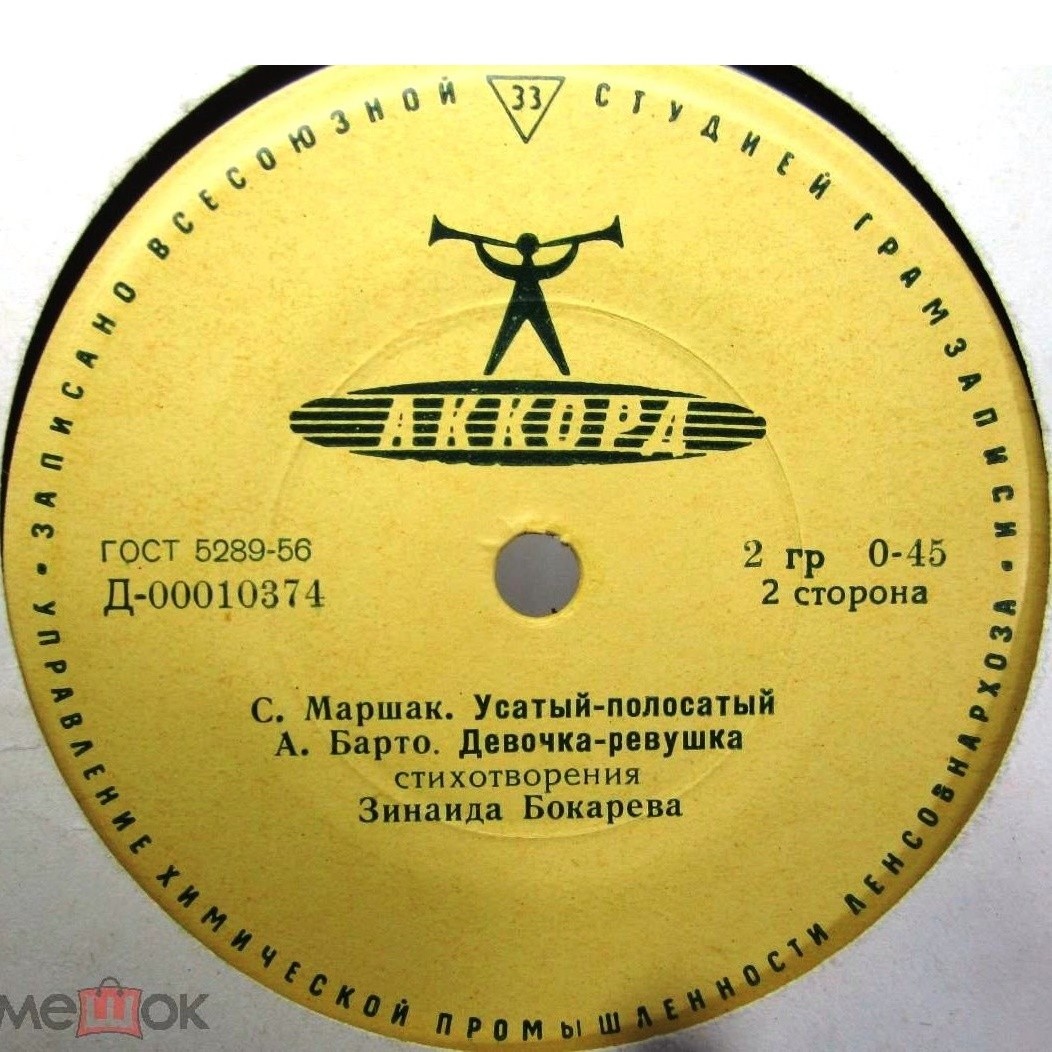 ЗАПИСАНО ВСЕСОЮЗНОЙ СТУДИЕЙ ГРАМЗАПИСИ
33
АККОРД
ГОСТ 5289-56
Д-00010374
2 гр 0-45
2 сторона
С. Маршак. Усатый-полосатый
А. Барто. Девочка-ревушка
стихотворения
Зинаида Бокарева
УПРАВЛЕНИЕ ХИМИЧЕСКОЙ ПРОМЫШЛЕННОСТИ ЛЕНСОВНАРХОЗА
мешок